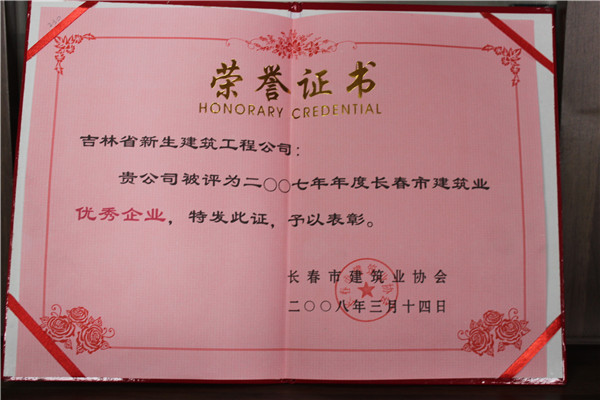 荣誉证书
HONORARY CREDENTIAL
吉林省新生建筑工程公司：
贵公司被评为二〇〇七年年度长春市建筑业
优秀企业，特发此证，予以表彰。
长春市建筑业协会
二〇〇八年三月十四日